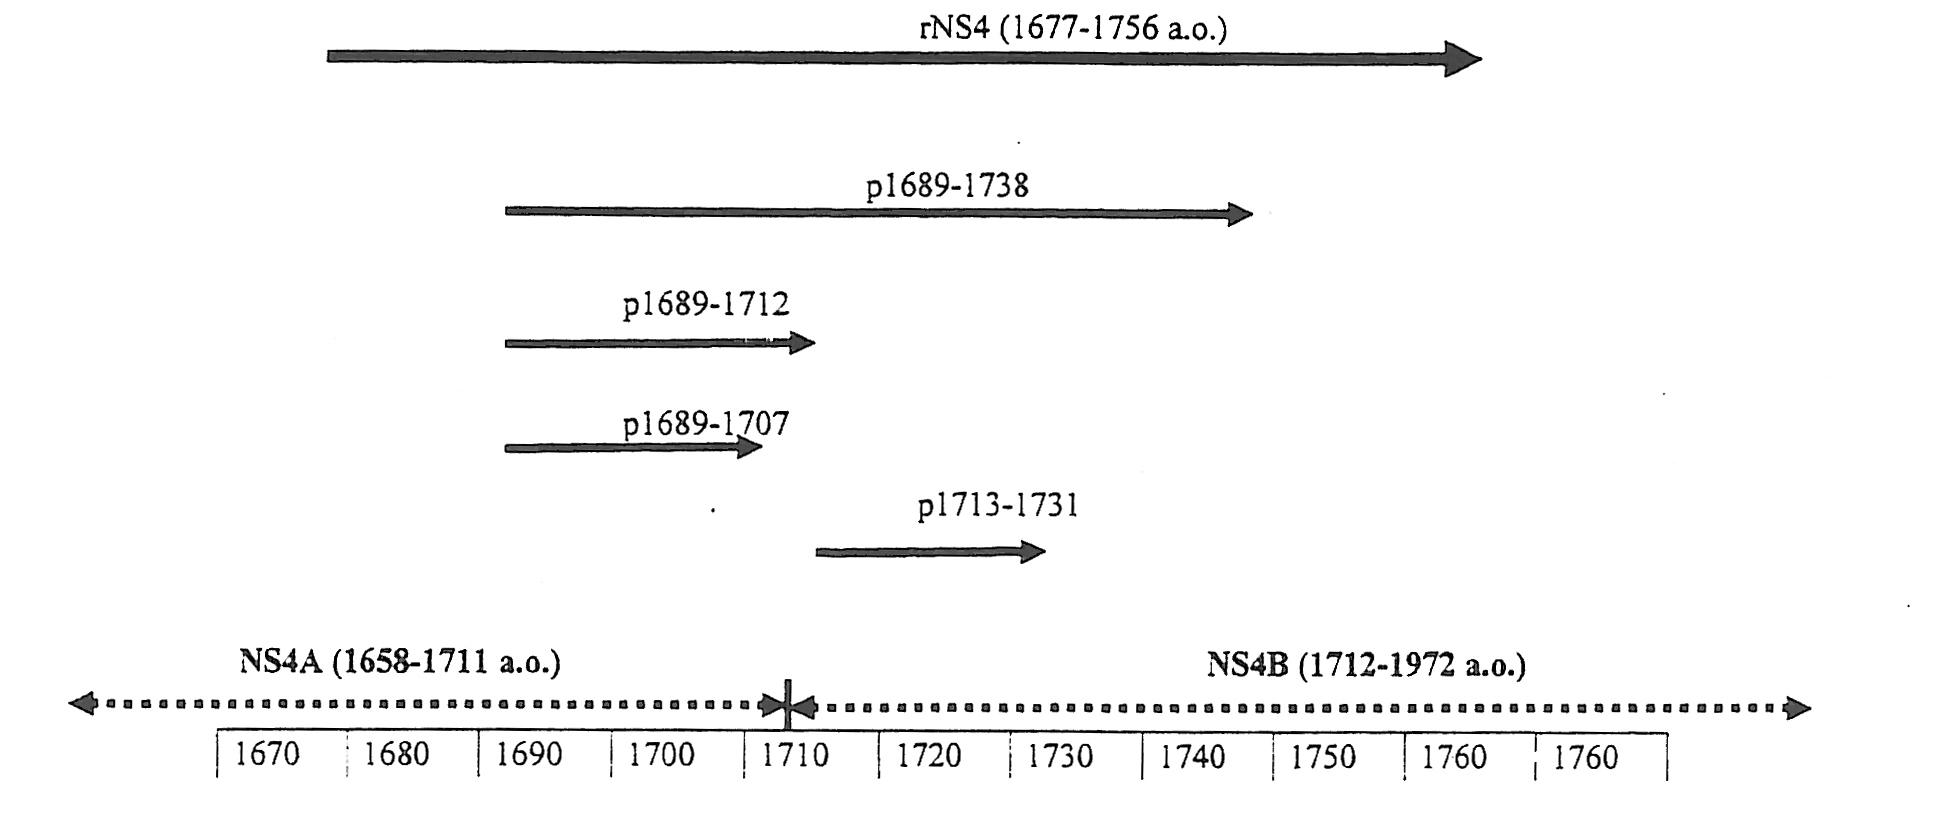 rNS4 (1677-1756 a.o.)
p1689-1738
p1689-1712
p1689-1707
p1713-1731
NS4A (1658-1711 a.o.)
NS4B (1712-1972 a.o.)
1670 1680 1690 1700 1710 1720 1730 1740 1750 1760 1760